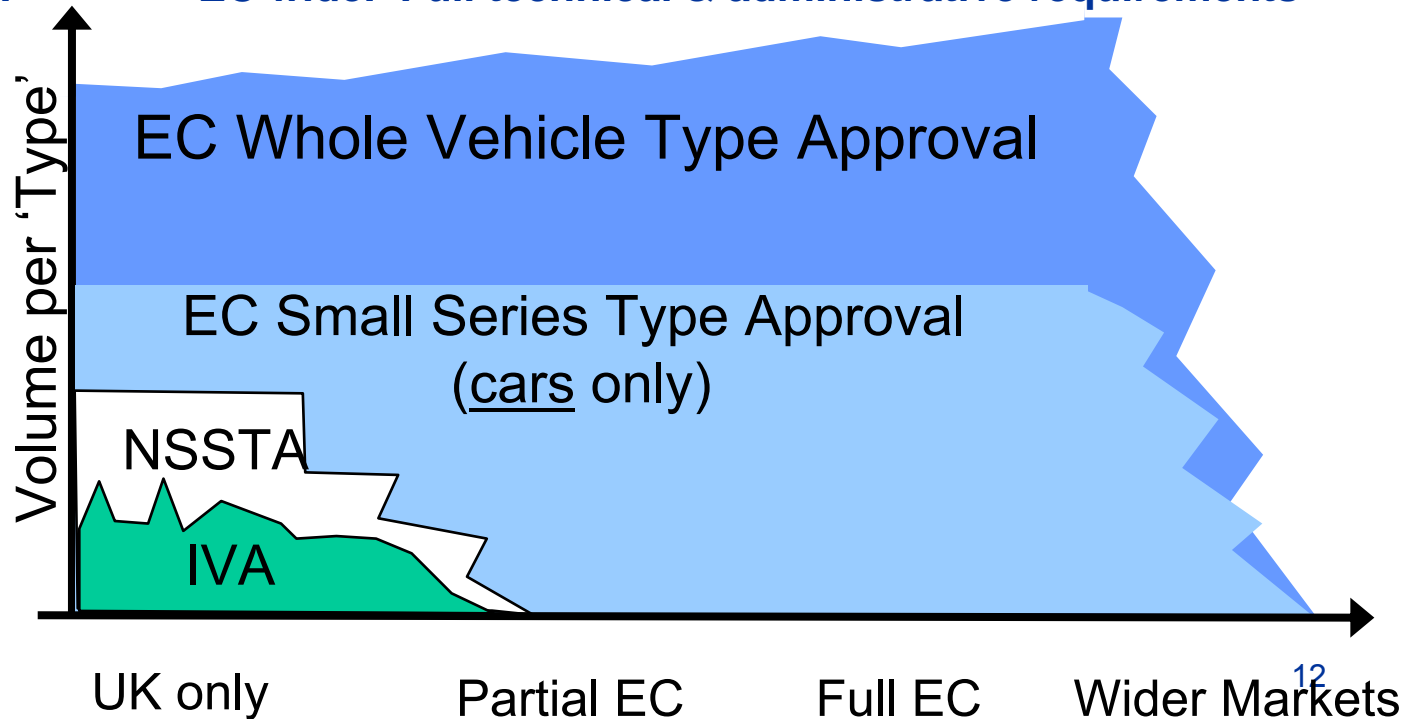 Volume per ‘Type’
EC Whole Vehicle Type Approval
EC Small Series Type Approval
(cars only)
NSSTA
IVA
UK only
Partial EC
Full EC
Wider Markets
12